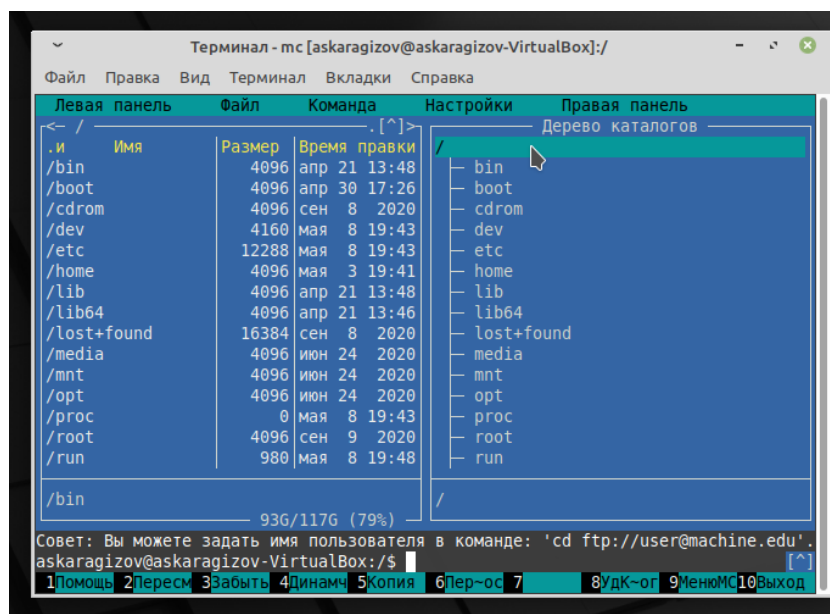 Терминал - mc [askaragizov@askaragizov-VirtualBox]:/
Файл Правка Вид Терминал Вкладки Справка
Левая панель Файл Команда Настройки Правая панель
<- / .[^]> Дерево каталогов
.и Имя Размер Время правки /
/bin 4096 апр 21 13:48 bin
/boot 4096 апр 30 17:26 boot
/cdrom 4096 сен 8 2020 cdrom
/dev 4160 мая 8 19:43 dev
/etc 12288 мая 8 19:43 etc
/home 4096 мая 3 19:41 home
/lib 4096 апр 21 13:48 lib
/lib64 4096 апр 21 13:46 lib64
/lost+found 16384 сен 8 2020 lost+found
/media 4096 июн 24 2020 media
/mnt 4096 июн 24 2020 mnt
/opt 4096 июн 24 2020 opt
/proc 0 мая 8 19:43 proc
/root 4096 сен 9 2020 root
/run 980 мая 8 19:48 run
/bin /
93G/117G (79%)
Совет: Вы можете задать имя пользователя в команде: 'cd ftp://user@machine.edu'.
askaragizov@askaragizov-VirtualBox:/$ [^]
1Помощь 2Пересм 3Забыть 4Динамч 5Копия 6Пер~ос 7 8УдК~ог 9МенюMC 10Выход